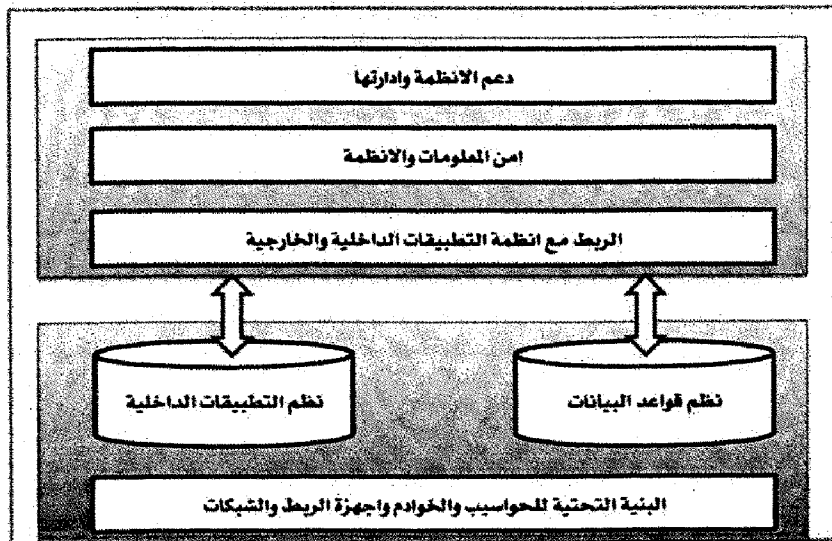 دعم الانظمة وادارتها
امن المعلومات والانظمة
الربط مع انظمة التطبيقات الداخلية والخارجية
نظم قواعد البيانات
نظم التطبيقات الداخلية
البنية التحتية للحواسيب والخوادم واجهزة الربط والشبكات